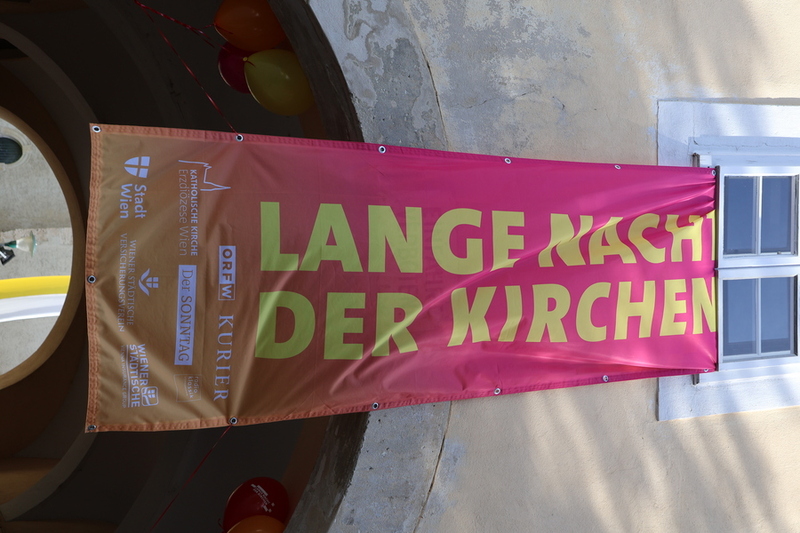 LANGE NACHT
DER KIRCHEN
KATHOLISCHE KIRCHE
Erzdiözese Wien
ORF W
Stadt
Wien
WIENER STÄDTISCHE
VERSICHERUNGSVEREIN
Der SONNTAG
KURIER
WIENER
STÄDTISCHE